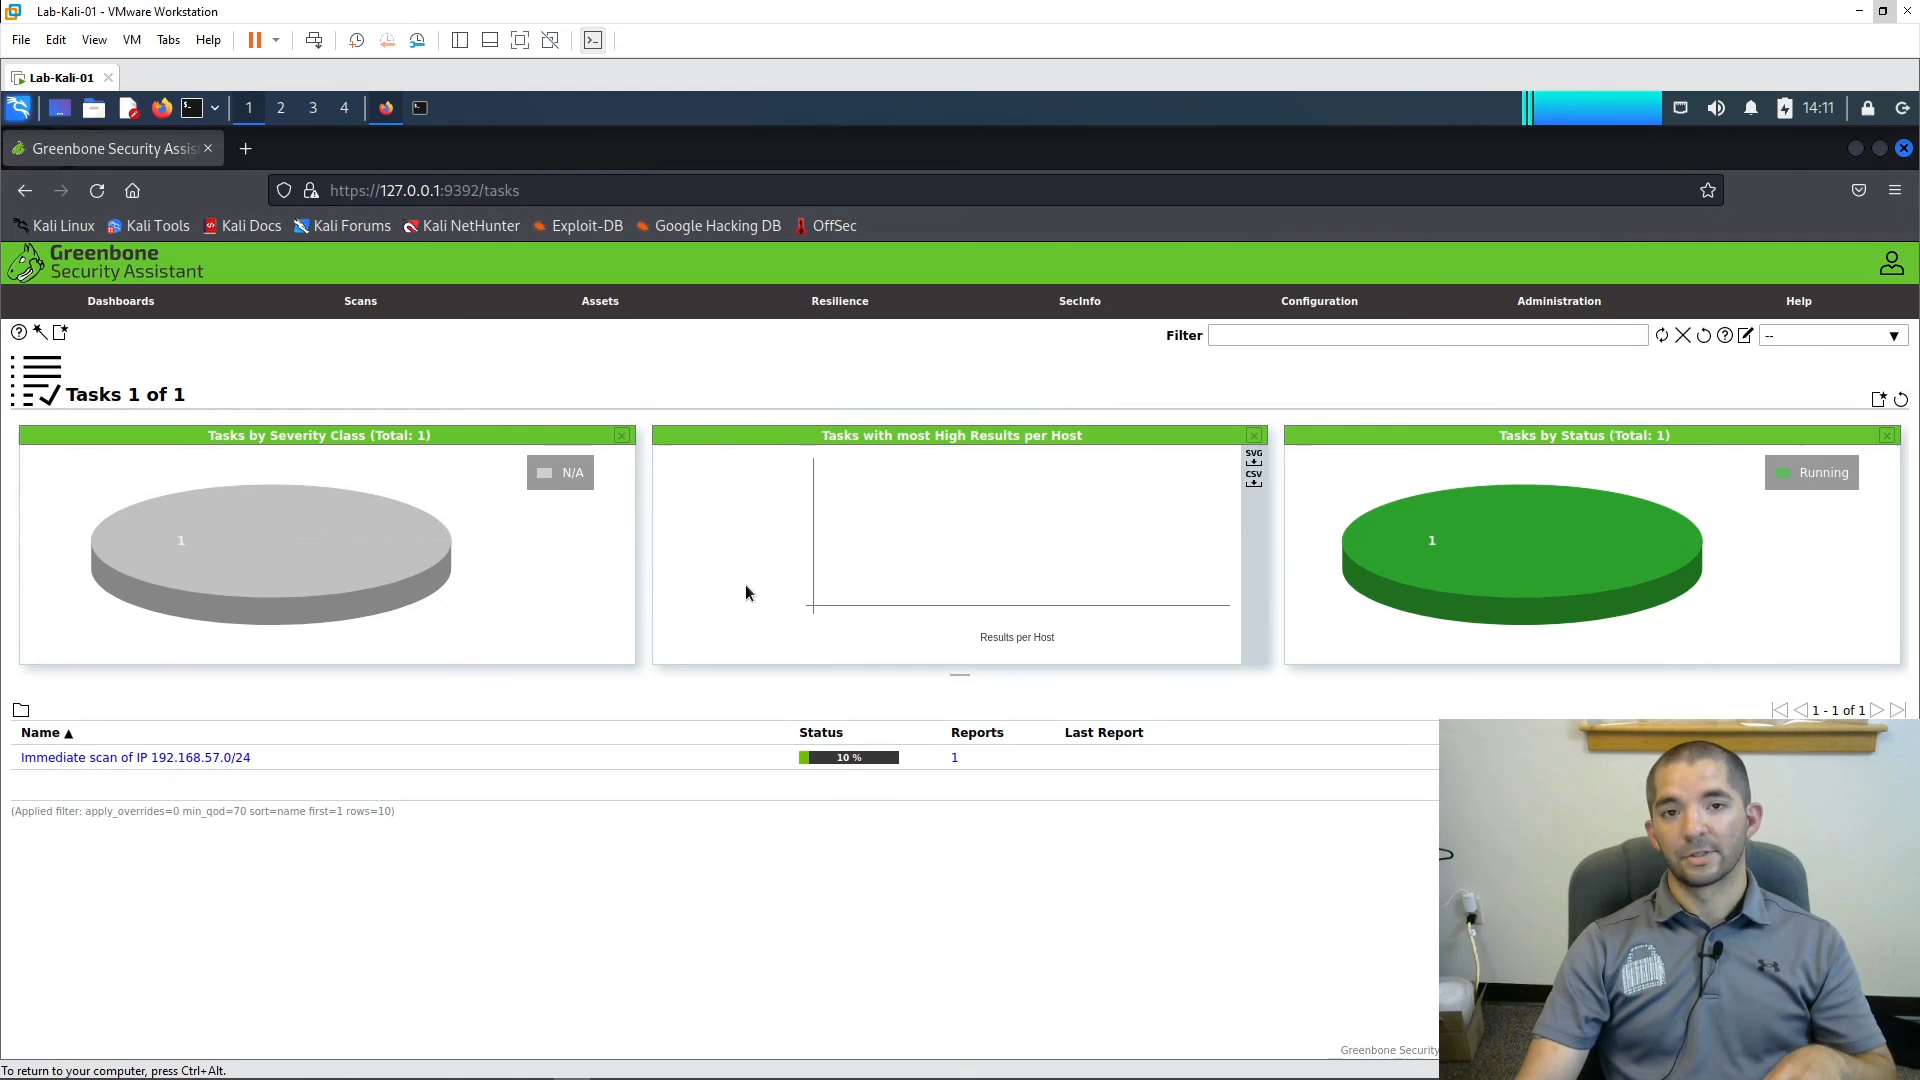 Lab-Kali-01 - VMware Workstation
File Edit View VM Tabs Help
Lab-Kali-01
1 2 3 4 14:11
Greenbone Security Assis
https://127.0.0.1:9392/tasks
Kali Linux Kali Tools Kali Docs Kali Forums Kali NetHunter Exploit-DB Google Hacking DB OffSec
Greenbone
Security Assistant
Dashboards Scans Assets Resilience SecInfo Configuration Administration Help
Filter --
Tasks 1 of 1
Tasks by Severity Class (Total: 1) Tasks with most High Results per Host Tasks by Status (Total: 1)
SVG
N/A Running
CSV
1 1
Results per Host
1 - 1 of 1
Name ▲ Status Reports Last Report
Immediate scan of IP 192.168.57.0/24 10 % 1
(Applied filter: apply_overrides=0 min_qod=70 sort=name first=1 rows=10)
Greenbone Security
To return to your computer, press Ctrl+Alt.